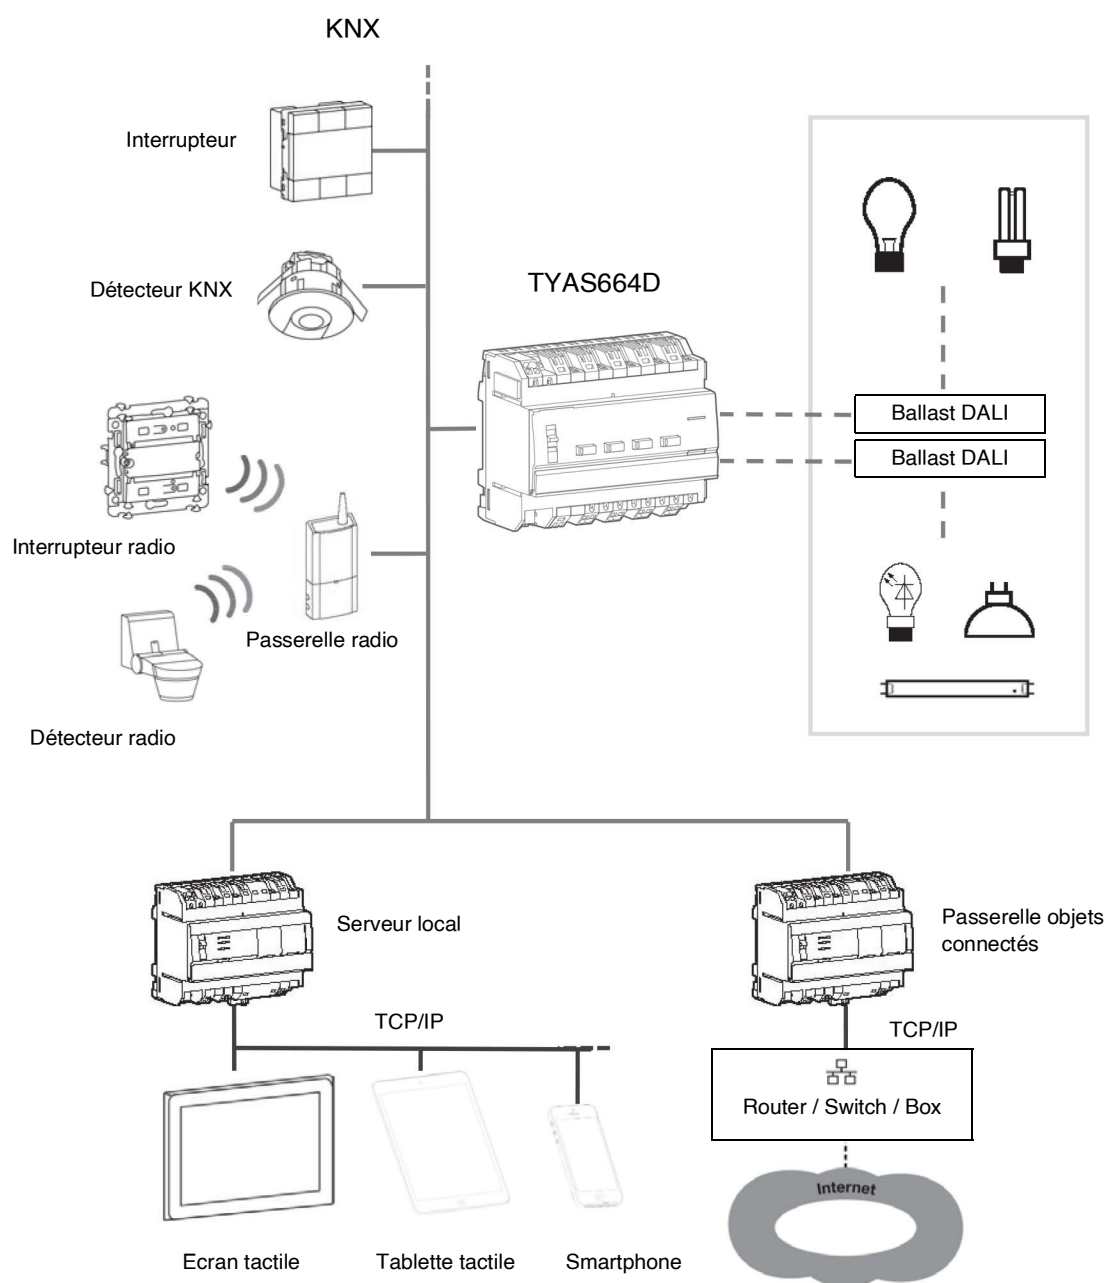 KNX
Interrupteur
Détecteur KNX
TYAS664D
Ballast DALI
Ballast DALI
Interrupteur radio
Passerelle radio
Détecteur radio
Serveur local
Passerelle objets
connectés
TCP/IP
TCP/IP
Router / Switch / Box
Internet
Ecran tactile
Tablette tactile
Smartphone